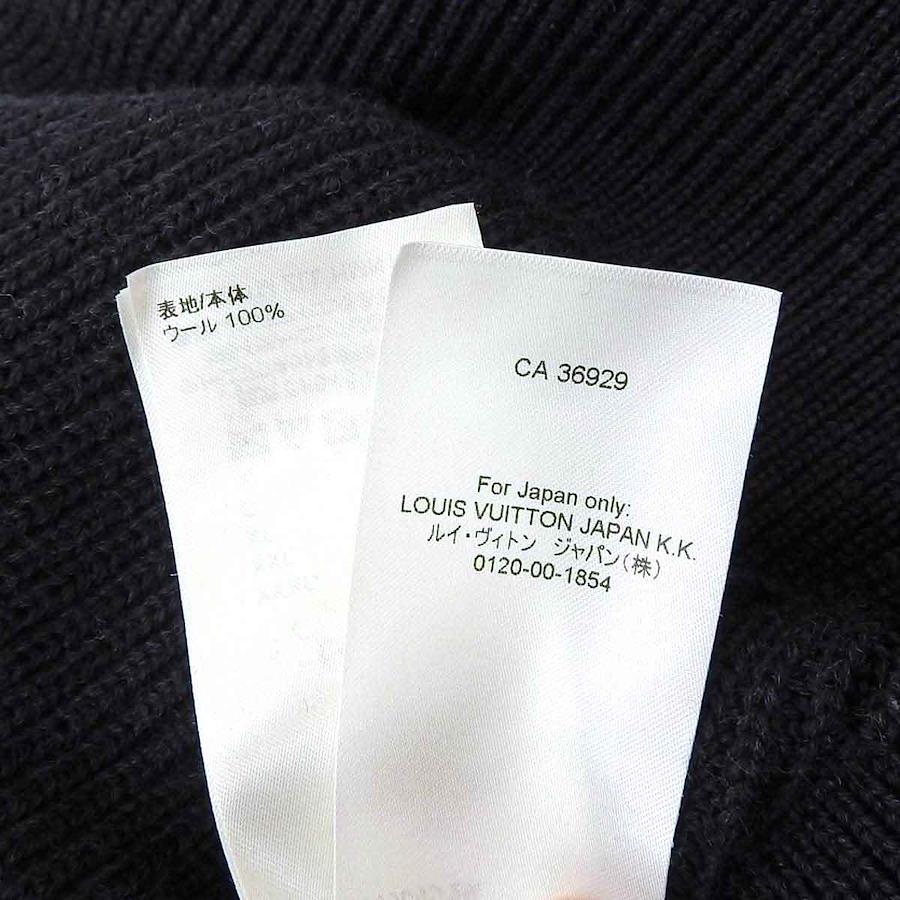 表地/本体
ウール 100%
CA 36929
For Japan only:
LOUIS VUITTON JAPAN K.K.
ルイ・ヴィトン ジャパン(株)
0120-00-1854